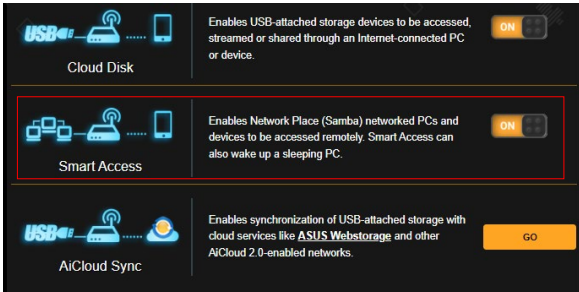 Enables USB-attached storage devices to be accessed,
USB
streamed or shared through an Internet-connected PC
ON
or device.
Cloud Disk
Enables Network Place (Samba) networked PCs and
devices to be accessed remotely. Smart Access can
ON
also wake up a sleeping PC.
Smart Access
Enables synchronization of USB-attached storage with
USB
cloud services like ASUS Webstorage and other
GO
AiCloud 2.0-enabled networks.
AiCloud Sync